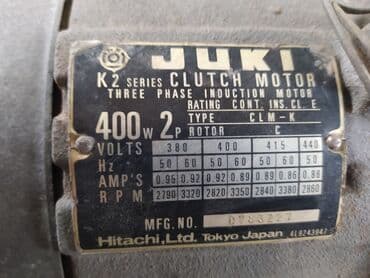 JUKI
K2 SERIES CLUTCH MOTOR
THREE PHASE INDUCTION MOTOR
RATING CONT. INS. CL E
400W 2P TYPE CLM-K
ROTOR C
VOLTS 380 400 415 440
Hz 50 60 50 60 50 60 50
AMP'S 0.95 0.92 0.92 0.89 0.89 0.86 0.88
RPM 2790 3320 2820 3350 2840 3380 2860
MFG.NO.
Hitachi, Ltd. Tokyo Japan